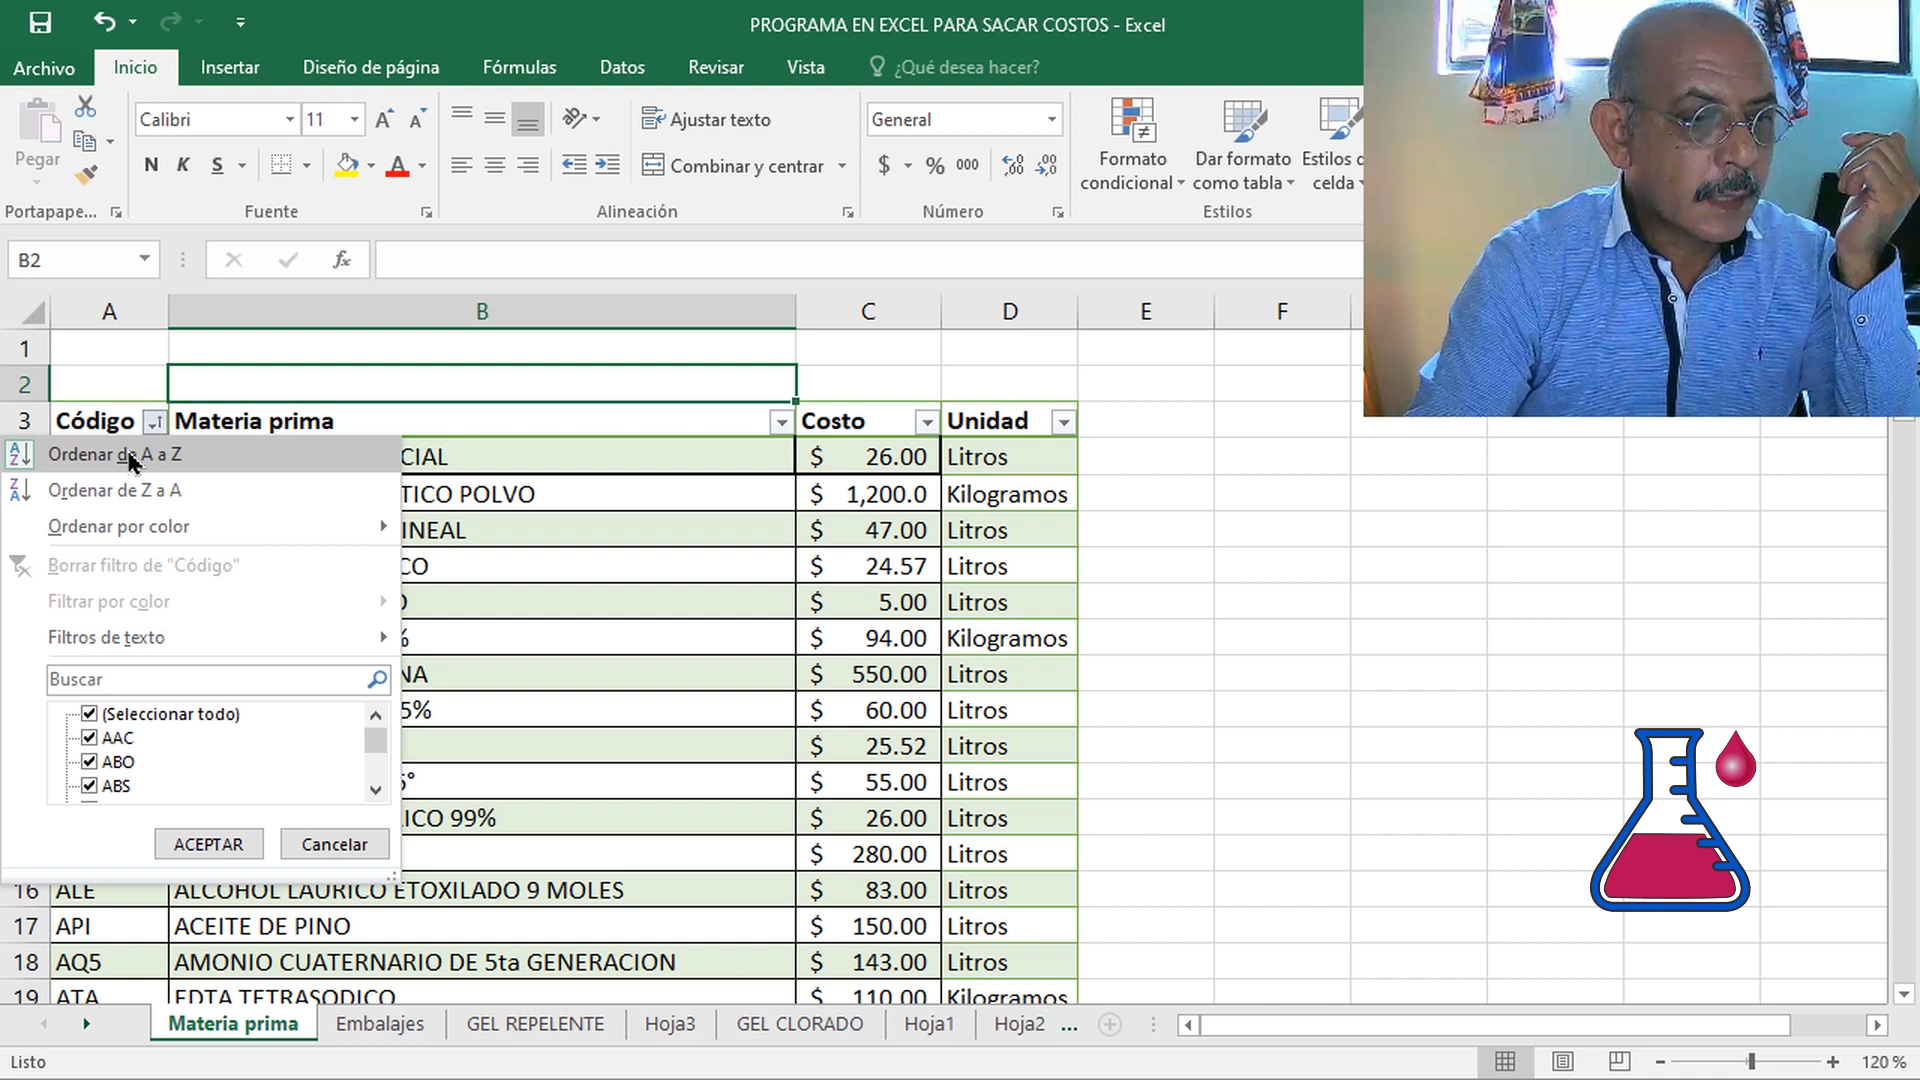 PROGRAMA EN EXCEL PARA SACAR COSTOS - Excel
Archivo Inicio Insertar Diseño de página Fórmulas Datos Revisar Vista ¿Qué desea hacer?
Pegar
Calibri 11
N K S
Ajustar texto
Combinar y centrar
General
$ % 000
Formato condicional
Dar formato como tabla
Estilos
Portapape... Fuente Alineación Número Estilos
B2 fx
A B C D E F
1
2
3 Código Materia prima Costo Unidad
Ordenar de A a Z
Ordenar de Z a A
Ordenar por color
Borrar filtro de "Código"
Filtrar por color
Filtros de texto
Buscar
(Seleccionar todo)
AAC
ABO
ABS
ACEPTAR Cancelar
CIAL $ 26.00 Litros
TICO POLVO $ 1,200.0 Kilogramos
INEAL $ 47.00 Litros
CO $ 24.57 Litros
$ 5.00 Litros
% $ 94.00 Kilogramos
NA $ 550.00 Litros
5% $ 60.00 Litros
$ 25.52 Litros
$ 55.00 Litros
ICO 99% $ 26.00 Litros
$ 280.00 Litros
16 ALE ALCOHOL LAURICO ETOXILADO 9 MOLES $ 83.00 Litros
17 API ACEITE DE PINO $ 150.00 Litros
18 AQ5 AMONIO CUATERNARIO DE 5ta GENERACION $ 143.00 Litros
19 ATA EDTA TETRASODICO $ 110.00 Kilogramos
Materia prima Embalajes GEL REPELENTE Hoja3 GEL CLORADO Hoja1 Hoja2 ...
Listo 120 %